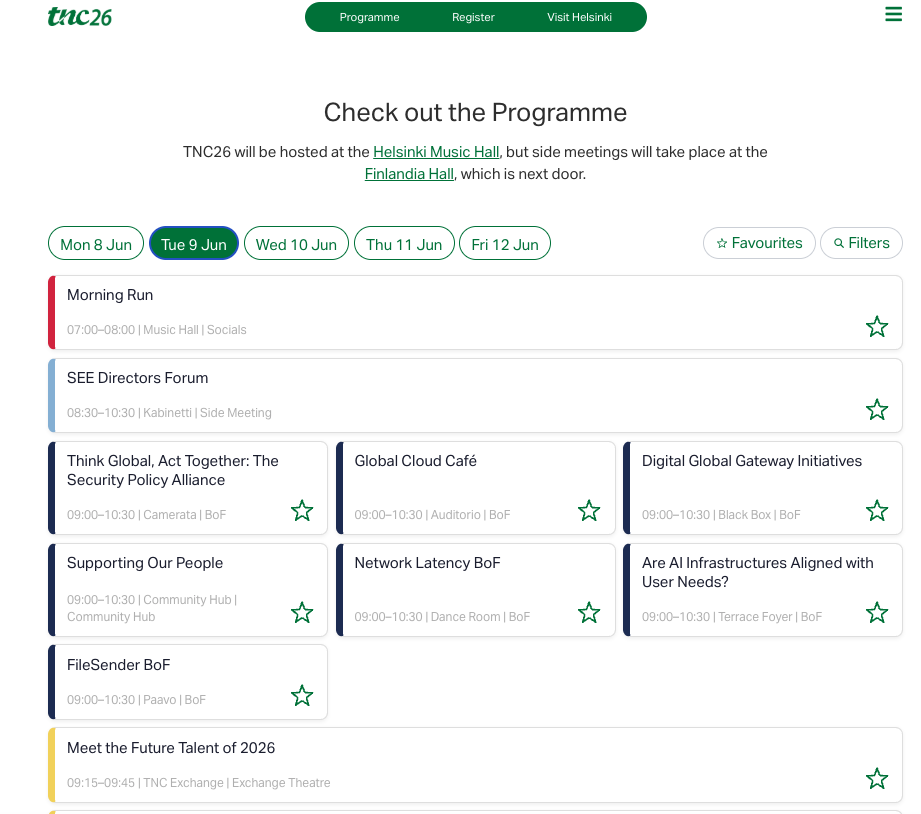 tnc26
Programme
Register
Visit Helsinki
Check out the Programme
TNC26 will be hosted at the Helsinki Music Hall, but side meetings will take place at the
Finlandia Hall, which is next door.
Mon 8 Jun
Tue 9 Jun
Wed 10 Jun
Thu 11 Jun
Fri 12 Jun
Favourites
Filters
Morning Run
07:00–08:00 | Music Hall | Socials
SEE Directors Forum
08:30–10:30 | Kabinetti | Side Meeting
Think Global, Act Together: The
Security Policy Alliance
09:00–10:30 | Camerata | BoF
Global Cloud Café
09:00–10:30 | Auditorio | BoF
Digital Global Gateway Initiatives
09:00–10:30 | Black Box | BoF
Supporting Our People
09:00–10:30 | Community Hub |
Community Hub
Network Latency BoF
09:00–10:30 | Dance Room | BoF
Are AI Infrastructures Aligned with
User Needs?
09:00–10:30 | Terrace Foyer | BoF
FileSender BoF
09:00–10:30 | Paavo | BoF
Meet the Future Talent of 2026
09:15–09:45 | TNC Exchange | Exchange Theatre